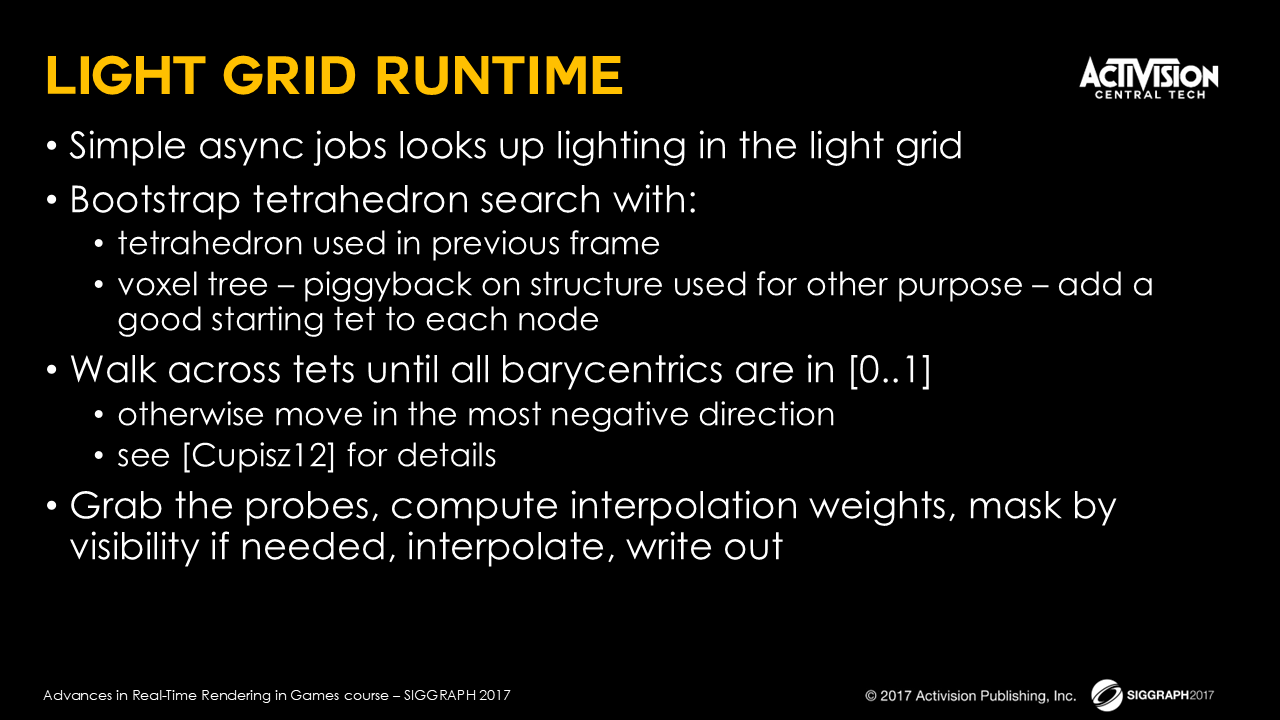 LIGHT GRID RUNTIME
ACTIVISION
CENTRAL TECH
• Simple async jobs looks up lighting in the light grid
• Bootstrap tetrahedron search with:
• tetrahedron used in previous frame
• voxel tree – piggyback on structure used for other purpose – add a
good starting tet to each node
• Walk across tets until all barycentrics are in [0..1]
• otherwise move in the most negative direction
• see [Cupisz12] for details
• Grab the probes, compute interpolation weights, mask by
visibility if needed, interpolate, write out
Advances in Real-Time Rendering in Games course – SIGGRAPH 2017
© 2017 Activision Publishing, Inc.
SIGGRAPH2017